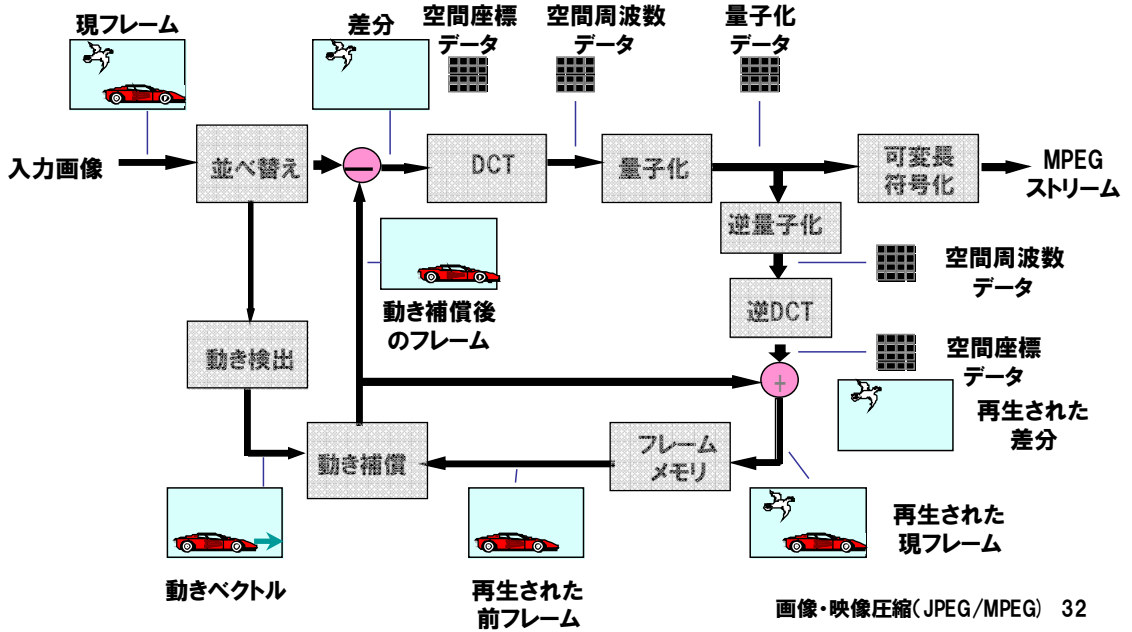 現フレーム
差分
空間座標
データ
空間周波数
データ
量子化
データ
入力画像
並べ替え
−
DCT
量子化
可変長
符号化
MPEG
ストリーム
逆量子化
空間周波数
データ
動き補償後
のフレーム
逆DCT
動き検出
空間座標
データ
+
再生された
差分
動き補償
フレーム
メモリ
動きベクトル
再生された
前フレーム
再生された
現フレーム
画像・映像圧縮(JPEG/MPEG) 32